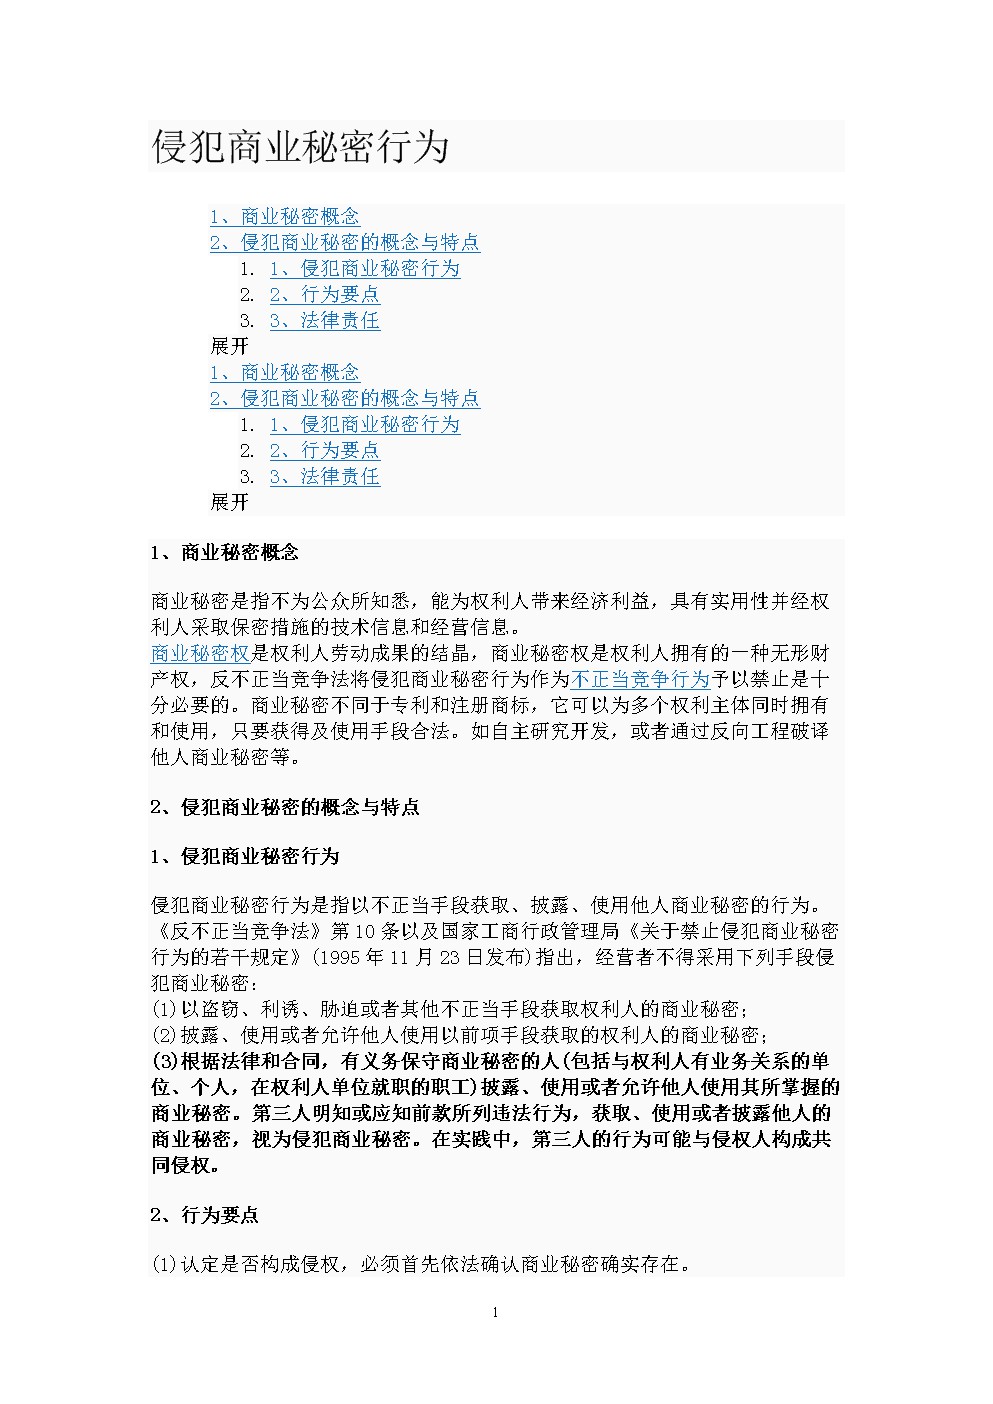 侵犯商业秘密行为
1、商业秘密概念
2、侵犯商业秘密的概念与特点
1. 1、侵犯商业秘密行为
2. 2、行为要点
3. 3、法律责任
展开
1、商业秘密概念
2、侵犯商业秘密的概念与特点
1. 1、侵犯商业秘密行为
2. 2、行为要点
3. 3、法律责任
展开
1、商业秘密概念
商业秘密是指不为公众所知悉，能为权利人带来经济利益，具有实用性并经权
利人采取保密措施的技术信息和经营信息。
商业秘密权是权利人劳动成果的结晶，商业秘密权是权利人拥有的一种无形财
产权，反不正当竞争法将侵犯商业秘密行为作为不正当竞争行为予以禁止是十
分必要的。商业秘密不同于专利和注册商标，它可以为多个权利主体同时拥有
和使用，只要获得及使用手段合法。如自主研究开发，或者通过反向工程破译
他人商业秘密等。
2、侵犯商业秘密的概念与特点
1、侵犯商业秘密行为
侵犯商业秘密行为是指以不正当手段获取、披露、使用他人商业秘密的行为。
《反不正当竞争法》第10条以及国家工商行政管理局《关于禁止侵犯商业秘密
行为的若干规定》(1995年11月23日发布)指出，经营者不得采用下列手段侵
犯商业秘密：
(1)以盗窃、利诱、胁迫或者其他不正当手段获取权利人的商业秘密；
(2)披露、使用或者允许他人使用以前项手段获取的权利人的商业秘密；
(3)根据法律和合同，有义务保守商业秘密的人(包括与权利人有业务关系的单
位、个人，在权利人单位就职的职工)披露、使用或者允许他人使用其所掌握的
商业秘密。第三人明知或应知前款所列违法行为，获取、使用或者披露他人的
商业秘密，视为侵犯商业秘密。在实践中，第三人的行为可能与侵权人构成共
同侵权。
2、行为要点
(1)认定是否构成侵权，必须首先依法确认商业秘密确实存在。
1